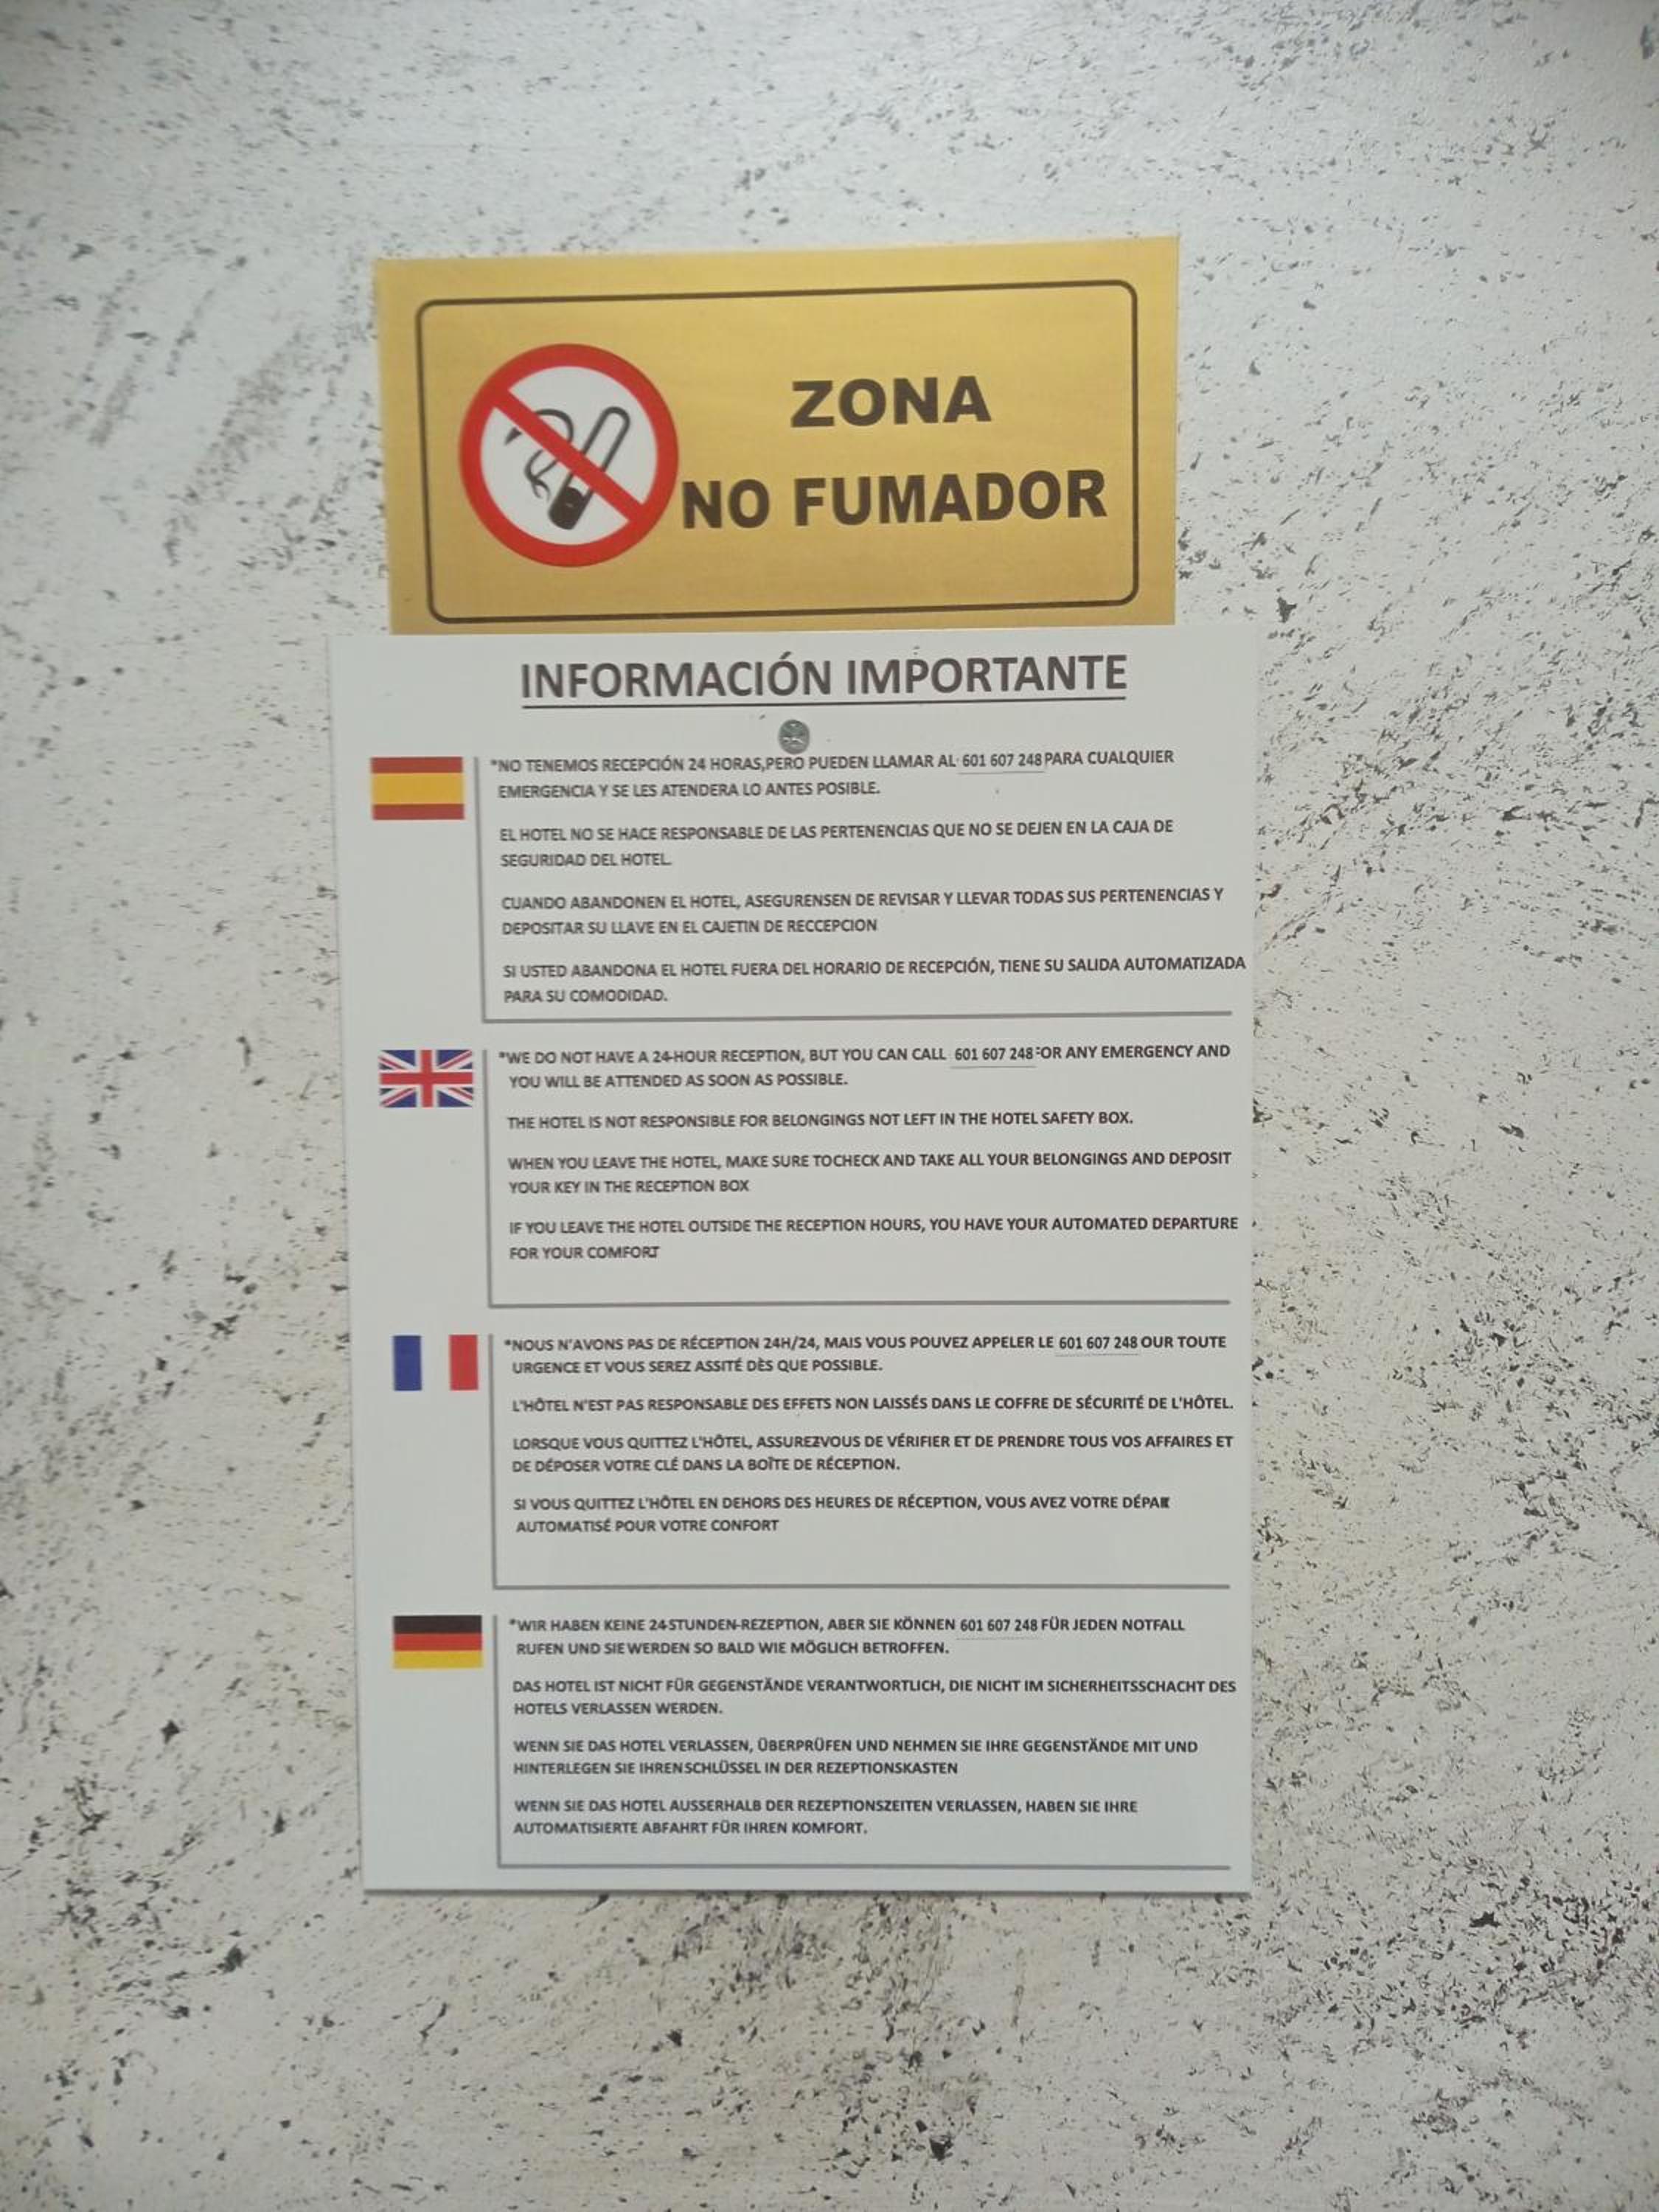 ZONA
NO FUMADOR
INFORMACIÓN IMPORTANTE
*NO TENEMOS RECEPCIÓN 24 HORAS,PERO PUEDEN LLAMAR AL 601 607 248 PARA CUALQUIER
EMERGENCIA Y SE LES ATENDERA LO ANTES POSIBLE.
EL HOTEL NO SE HACE RESPONSABLE DE LAS PERTENENCIAS QUE NO SE DEJEN EN LA CAJA DE
SEGURIDAD DEL HOTEL.
CUANDO ABANDONEN EL HOTEL, ASEGURENSEN DE REVISAR Y LLEVAR TODAS SUS PERTENENCIAS Y
DEPOSITAR SU LLAVE EN EL CAJETIN DE RECCEPCION
SI USTED ABANDONA EL HOTEL FUERA DEL HORARIO DE RECEPCIÓN, TIENE SU SALIDA AUTOMATIZADA
PARA SU COMODIDAD.
*WE DO NOT HAVE A 24-HOUR RECEPTION, BUT YOU CAN CALL 601 607 248 FOR ANY EMERGENCY AND
YOU WILL BE ATTENDED AS SOON AS POSSIBLE.
THE HOTEL IS NOT RESPONSIBLE FOR BELONGINGS NOT LEFT IN THE HOTEL SAFETY BOX.
WHEN YOU LEAVE THE HOTEL, MAKE SURE TO CHECK AND TAKE ALL YOUR BELONGINGS AND DEPOSIT
YOUR KEY IN THE RECEPTION BOX
IF YOU LEAVE THE HOTEL OUTSIDE THE RECEPTION HOURS, YOU HAVE YOUR AUTOMATED DEPARTURE
FOR YOUR COMFORT
*NOUS N'AVONS PAS DE RÉCEPTION 24H/24, MAIS VOUS POUVEZ APPELER LE 601 607 248 OUR TOUTE
URGENCE ET VOUS SEREZ ASSITÉ DÈS QUE POSSIBLE.
L'HÔTEL N'EST PAS RESPONSABLE DES EFFETS NON LAISSÉS DANS LE COFFRE DE SÉCURITÉ DE L'HÔTEL.
LORSQUE VOUS QUITTEZ L'HÔTEL, ASSUREZ-VOUS DE VÉRIFIER ET DE PRENDRE TOUS VOS AFFAIRES ET
DE DÉPOSER VOTRE CLÉ DANS LA BOÎTE DE RÉCEPTION.
SI VOUS QUITTEZ L'HÔTEL EN DEHORS DES HEURES DE RÉCEPTION, VOUS AVEZ VOTRE DÉPART
AUTOMATISÉ POUR VOTRE CONFORT
*WIR HABEN KEINE 24-STUNDEN-REZEPTION, ABER SIE KÖNNEN 601 607 248 FÜR JEDEN NOTFALL
RUFEN UND SIE WERDEN SO BALD WIE MÖGLICH BETROFFEN.
DAS HOTEL IST NICHT FÜR GEGENSTÄNDE VERANTWORTLICH, DIE NICHT IM SICHERHEITSSCHACHT DES
HOTELS VERLASSEN WERDEN.
WENN SIE DAS HOTEL VERLASSEN, ÜBERPRÜFEN UND NEHMEN SIE IHRE GEGENSTÄNDE MIT UND
HINTERLEGEN SIE IHREN SCHLÜSSEL IN DER REZEPTIONSKASTEN
WENN SIE DAS HOTEL AUSSERHALB DER REZEPTIONSZEITEN VERLASSEN, HABEN SIE IHRE
AUTOMATISIERTE ABFAHRT FÜR IHREN KOMFORT.